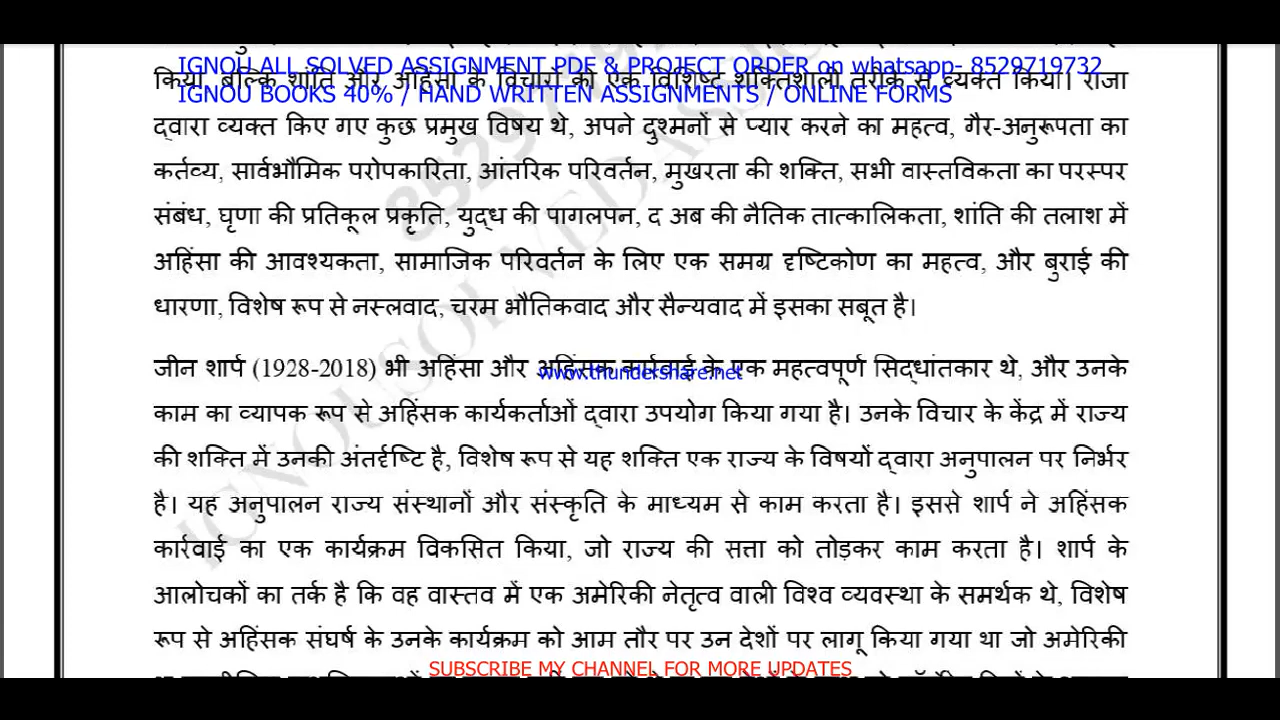 IGNOU ALL SOLVED ASSIGNMENT PDF & PROJECT ORDER on whatsapp- 8529719732
किया, बल्कि शांति और अहिंसा के विचारों को एक विशिष्ट शक्तिशाली तरीके से व्यक्त किया। राजा
IGNOU BOOKS 40% / HAND WRITTEN ASSIGNMENTS / ONLINE FORMS
द्वारा व्यक्त किए गए कुछ प्रमुख विषय थे, अपने दुश्मनों से प्यार करने का महत्व, गैर-अनुरूपता का
कर्तव्य, सार्वभौमिक परोपकारिता, आंतरिक परिवर्तन, मुखरता की शक्ति, सभी वास्तविकता का परस्पर
संबंध, घृणा की प्रतिकूल प्रकृति, युद्ध की पागलपन, द अब की नैतिक तात्कालिकता, शांति की तलाश में
अहिंसा की आवश्यकता, सामाजिक परिवर्तन के लिए एक समग्र दृष्टिकोण का महत्व, और बुराई की
धारणा, विशेष रूप से नस्लवाद, चरम भौतिकवाद और सैन्यवाद में इसका सबूत है।
जीन शार्प (1928-2018) भी अहिंसा और अहिंसक कार्रवाई के एक महत्वपूर्ण सिद्धांतकार थे, और उनके
www.thundershare.net
काम का व्यापक रूप से अहिंसक कार्यकर्ताओं द्वारा उपयोग किया गया है। उनके विचार के केंद्र में राज्य
की शक्ति में उनकी अंतर्दृष्टि है, विशेष रूप से यह शक्ति एक राज्य के विषयों द्वारा अनुपालन पर निर्भर
है। यह अनुपालन राज्य संस्थानों और संस्कृति के माध्यम से काम करता है। इससे शार्प ने अहिंसक
कार्रवाई का एक कार्यक्रम विकसित किया, जो राज्य की सत्ता को तोड़कर काम करता है। शार्प के
आलोचकों का तर्क है कि वह वास्तव में एक अमेरिकी नेतृत्व वाली विश्व व्यवस्था के समर्थक थे, विशेष
रूप से अहिंसक संघर्ष के उनके कार्यक्रम को आम तौर पर उन देशों पर लागू किया गया था जो अमेरिकी
SUBSCRIBE MY CHANNEL FOR MORE UPDATES